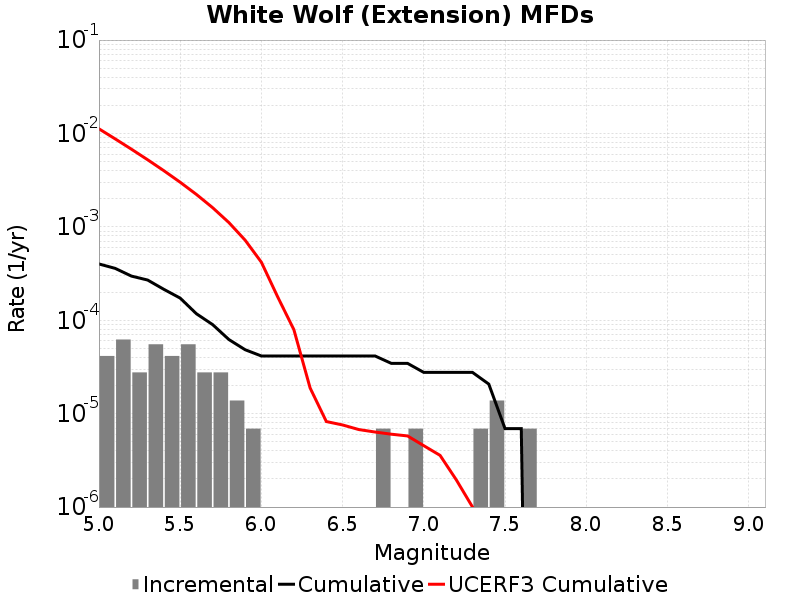 White Wolf (Extension) MFDs
Rate (1/yr)
10^-1
10^-2
10^-3
10^-4
10^-5
10^-6
5.0 5.5 6.0 6.5 7.0 7.5 8.0 8.5 9.0
Magnitude
Incremental Cumulative UCERF3 Cumulative